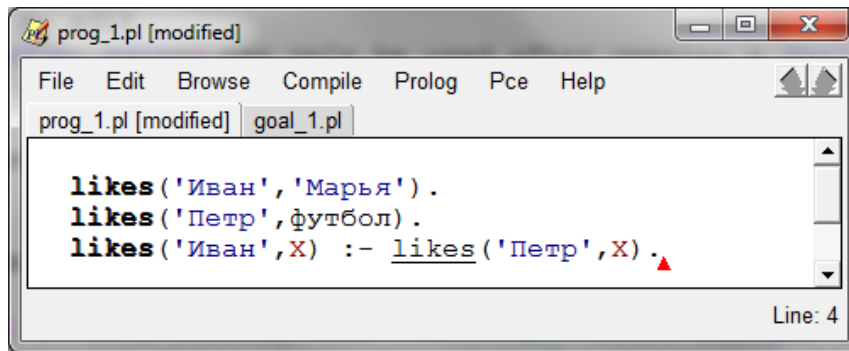 prog_1.pl [modified]
File Edit Browse Compile Prolog Pce Help
prog_1.pl [modified] goal_1.pl
likes('Иван','Марья').
likes('Петр',футбол).
likes('Иван',X) :- likes('Петр',X).
Line: 4